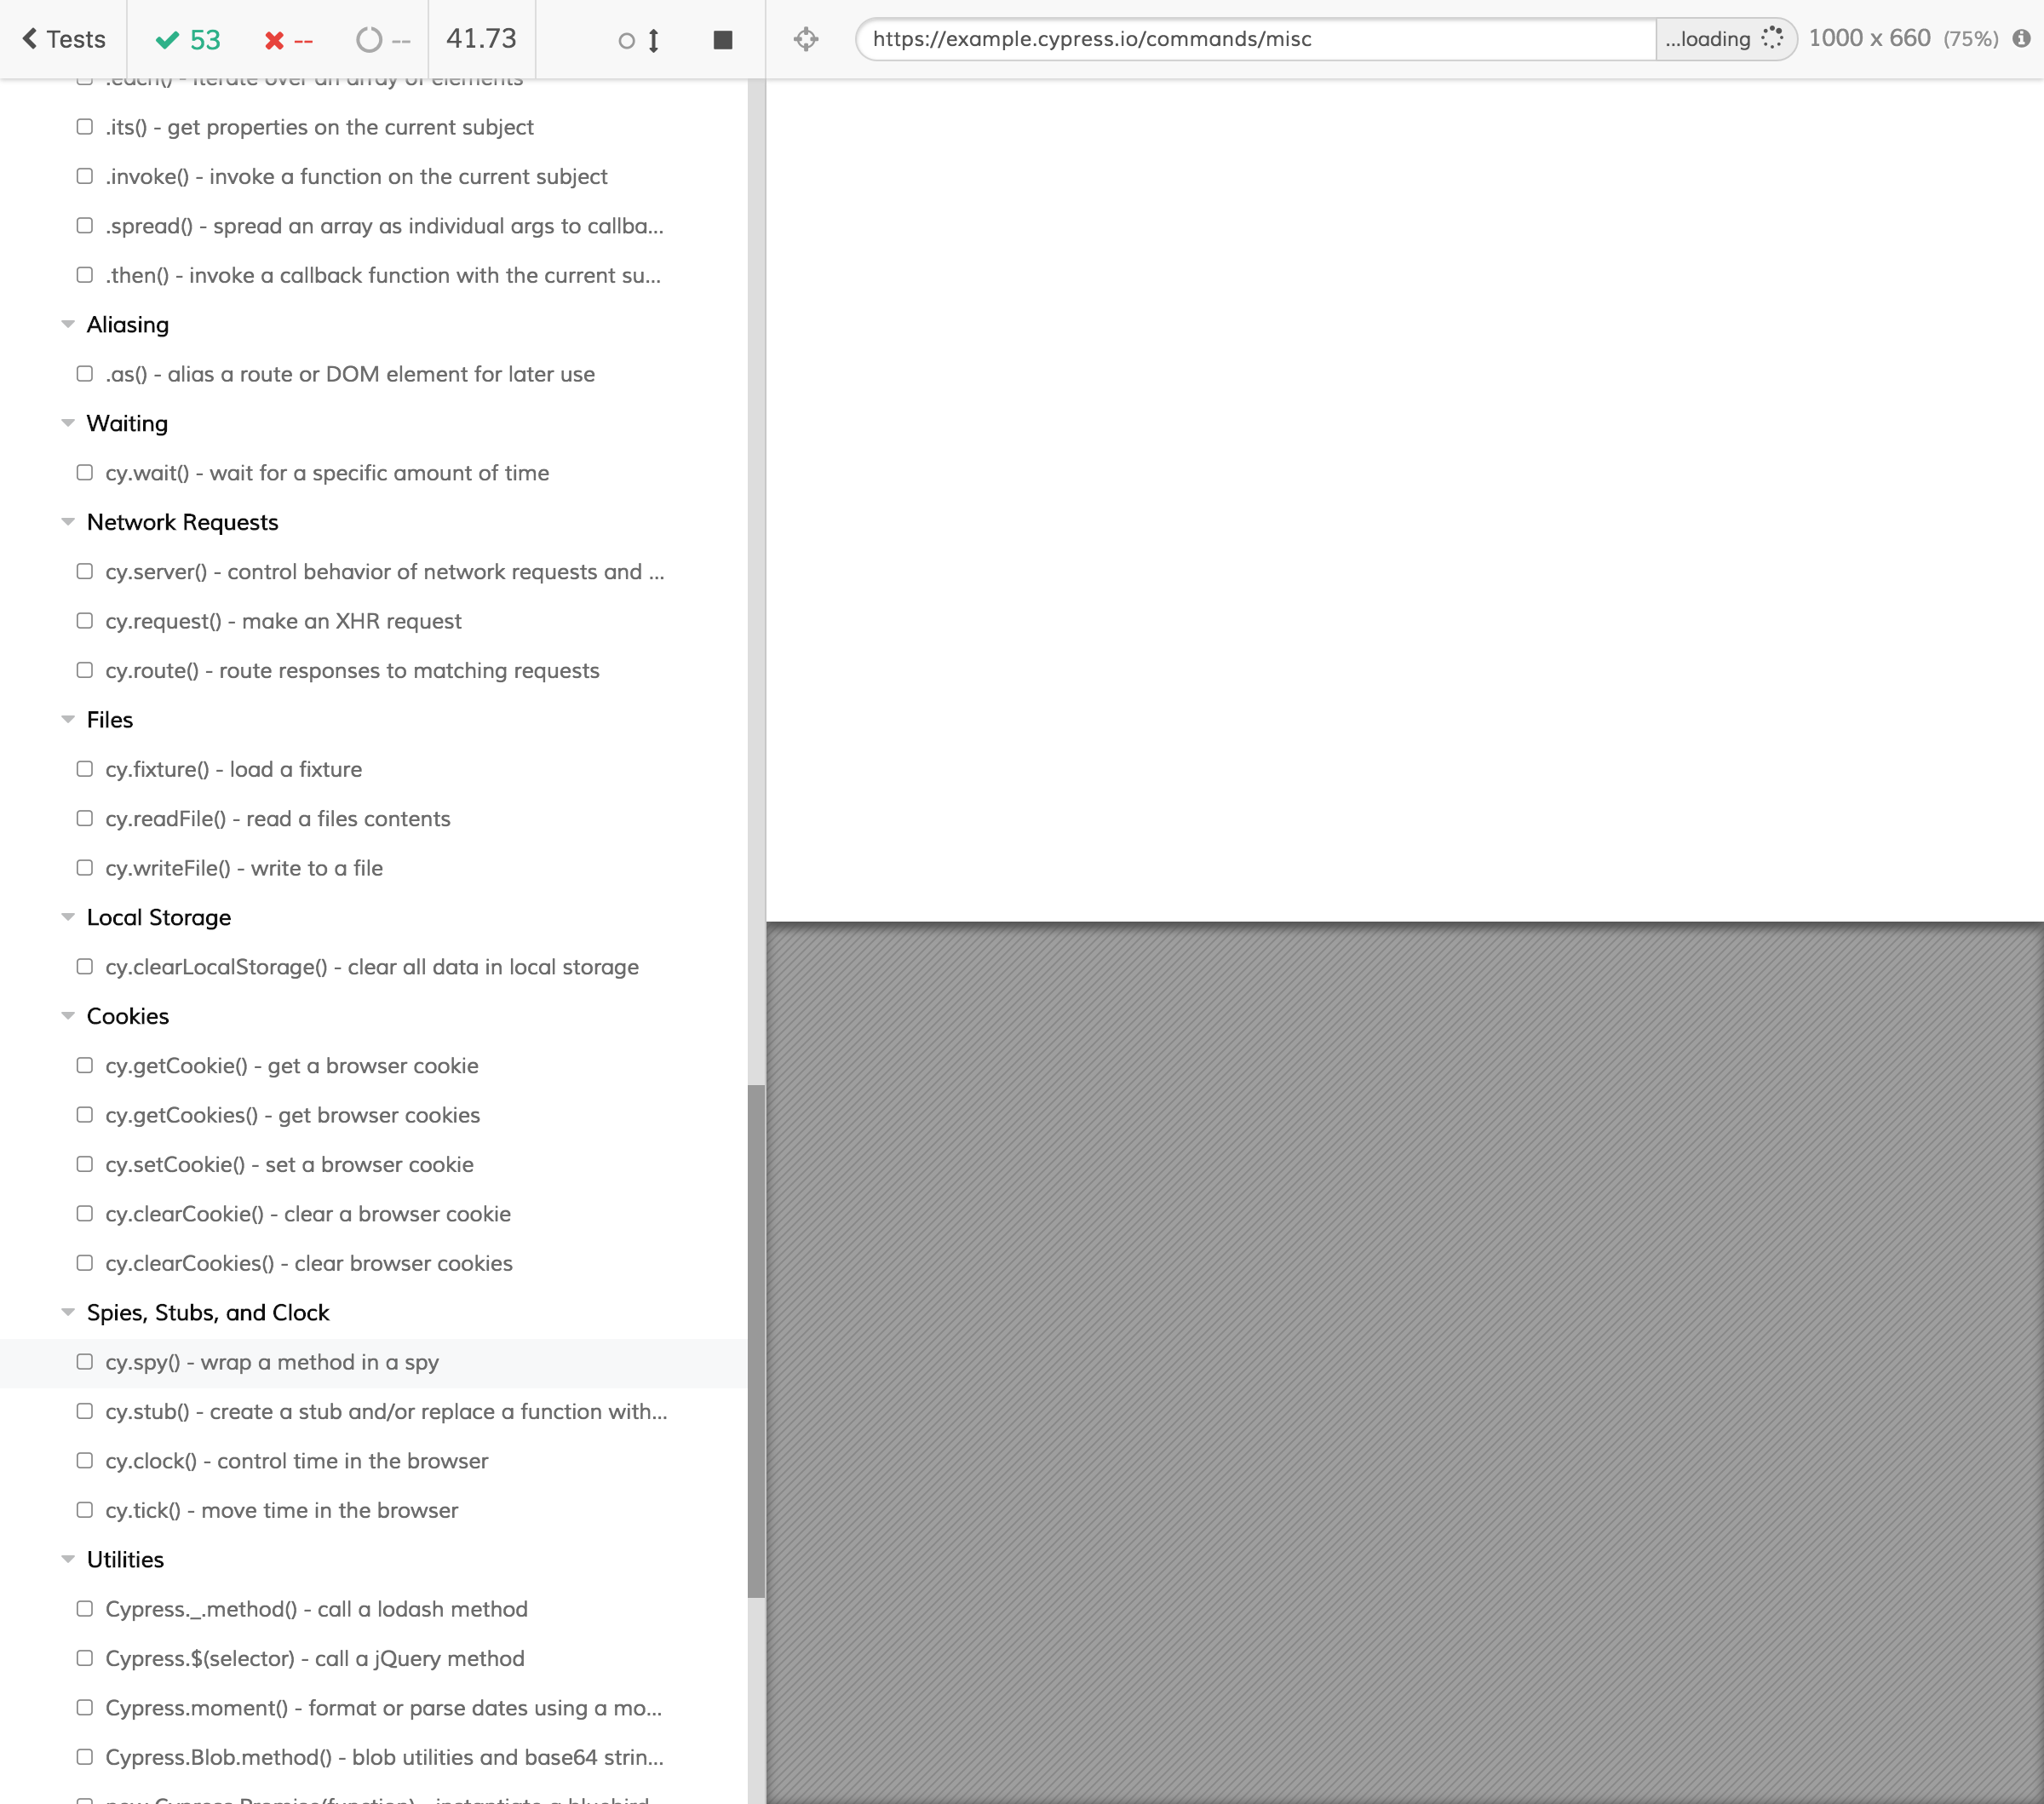 Tests
53
--
--
41.73
https://example.cypress.io/commands/misc
...loading
1000 x 660 (75%)
.each() - iterate over an array of elements
.its() - get properties on the current subject
.invoke() - invoke a function on the current subject
.spread() - spread an array as individual args to callba...
.then() - invoke a callback function with the current su...
Aliasing
.as() - alias a route or DOM element for later use
Waiting
cy.wait() - wait for a specific amount of time
Network Requests
cy.server() - control behavior of network requests and ...
cy.request() - make an XHR request
cy.route() - route responses to matching requests
Files
cy.fixture() - load a fixture
cy.readFile() - read a files contents
cy.writeFile() - write to a file
Local Storage
cy.clearLocalStorage() - clear all data in local storage
Cookies
cy.getCookie() - get a browser cookie
cy.getCookies() - get browser cookies
cy.setCookie() - set a browser cookie
cy.clearCookie() - clear a browser cookie
cy.clearCookies() - clear browser cookies
Spies, Stubs, and Clock
cy.spy() - wrap a method in a spy
cy.stub() - create a stub and/or replace a function with...
cy.clock() - control time in the browser
cy.tick() - move time in the browser
Utilities
Cypress._.method() - call a lodash method
Cypress.$(selector) - call a jQuery method
Cypress.moment() - format or parse dates using a mo...
Cypress.Blob.method() - blob utilities and base64 strin...
new Cypress.Promise(function) - instantiate a bluebird